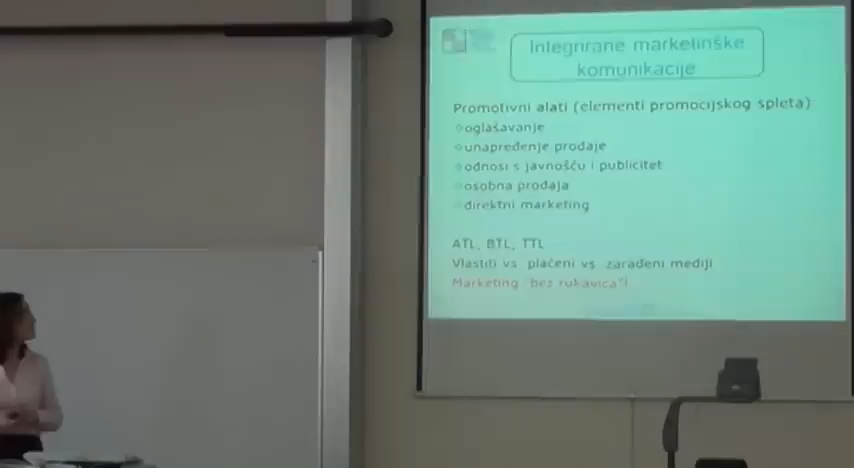 Integrirane marketinške
komunikacije
Promotivni alati (elementi promocijskog spleta)
oglašavanje
unapređenje prodaje
odnosi s javnošću i publicitet
osobna prodaja
direktni marketing
ATL, BTL, TTL
Vlastiti vs plaćeni vs zarađeni mediji
Marketing "bez rukavica"!